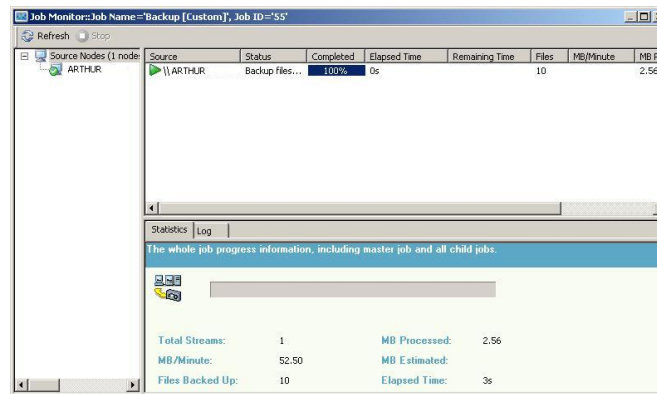 Job Monitor::Job Name='Backup [Custom]', Job ID='55'
Refresh Stop
Source Nodes (1 node
ARTHUR
Source Status Completed Elapsed Time Remaining Time Files MB/Minute MB P
\\ARTHUR Backup files... 100% 0s 10 2.56
Statistics Log
The whole job progress information, including master job and all child jobs.
Total Streams: 1 MB Processed: 2.56
MB/Minute: 52.50 MB Estimated:
Files Backed Up: 10 Elapsed Time: 3s